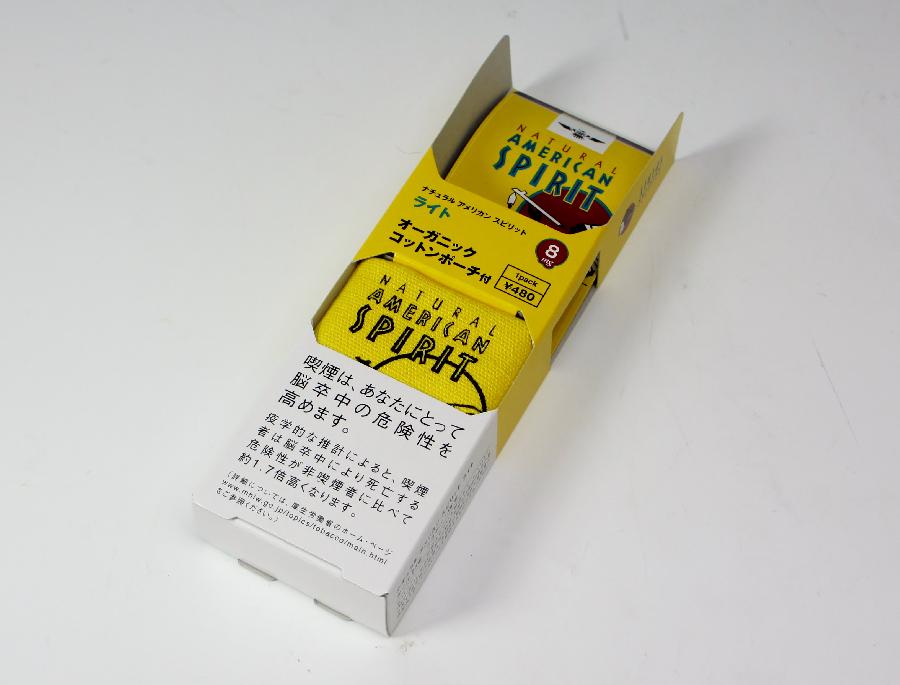 NATURAL
AMERICAN
SPIRIT
ナチュラル アメリカン スピリット
ライト
オーガニック
コットンポーチ付
8
mg
1pack
¥480
NATURAL
AMERICAN
SPIRIT
喫煙は、あなたにとって
脳卒中の危険性を
高めます。
疫学的な推計によると、喫煙
者は脳卒中により死亡する
危険性が非喫煙者に比べて
約1.7倍高くなります。
(詳細については、厚生労働省のホーム・ページ
www.mhlw.go.jp/topics/tobacco/main.html
をご参照ください。)